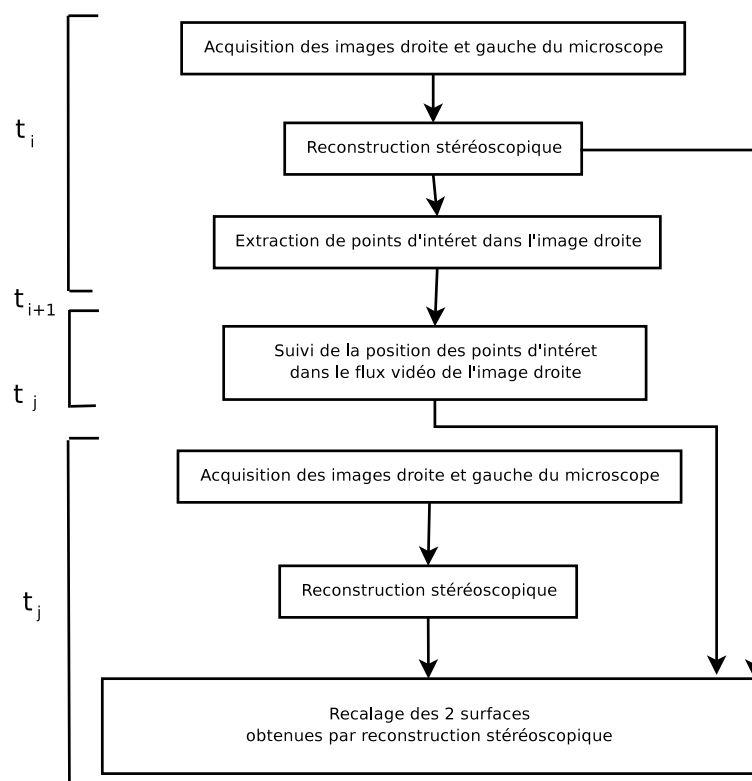 Acquisition des images droite et gauche du microscope
t i
Reconstruction stéréoscopique
Extraction de points d'intéret dans l'image droite
t i+1
Suivi de la position des points d'intéret
dans le flux vidéo de l'image droite
t j
Acquisition des images droite et gauche du microscope
Reconstruction stéréoscopique
t j
Recalage des 2 surfaces
obtenues par reconstruction stéréoscopique